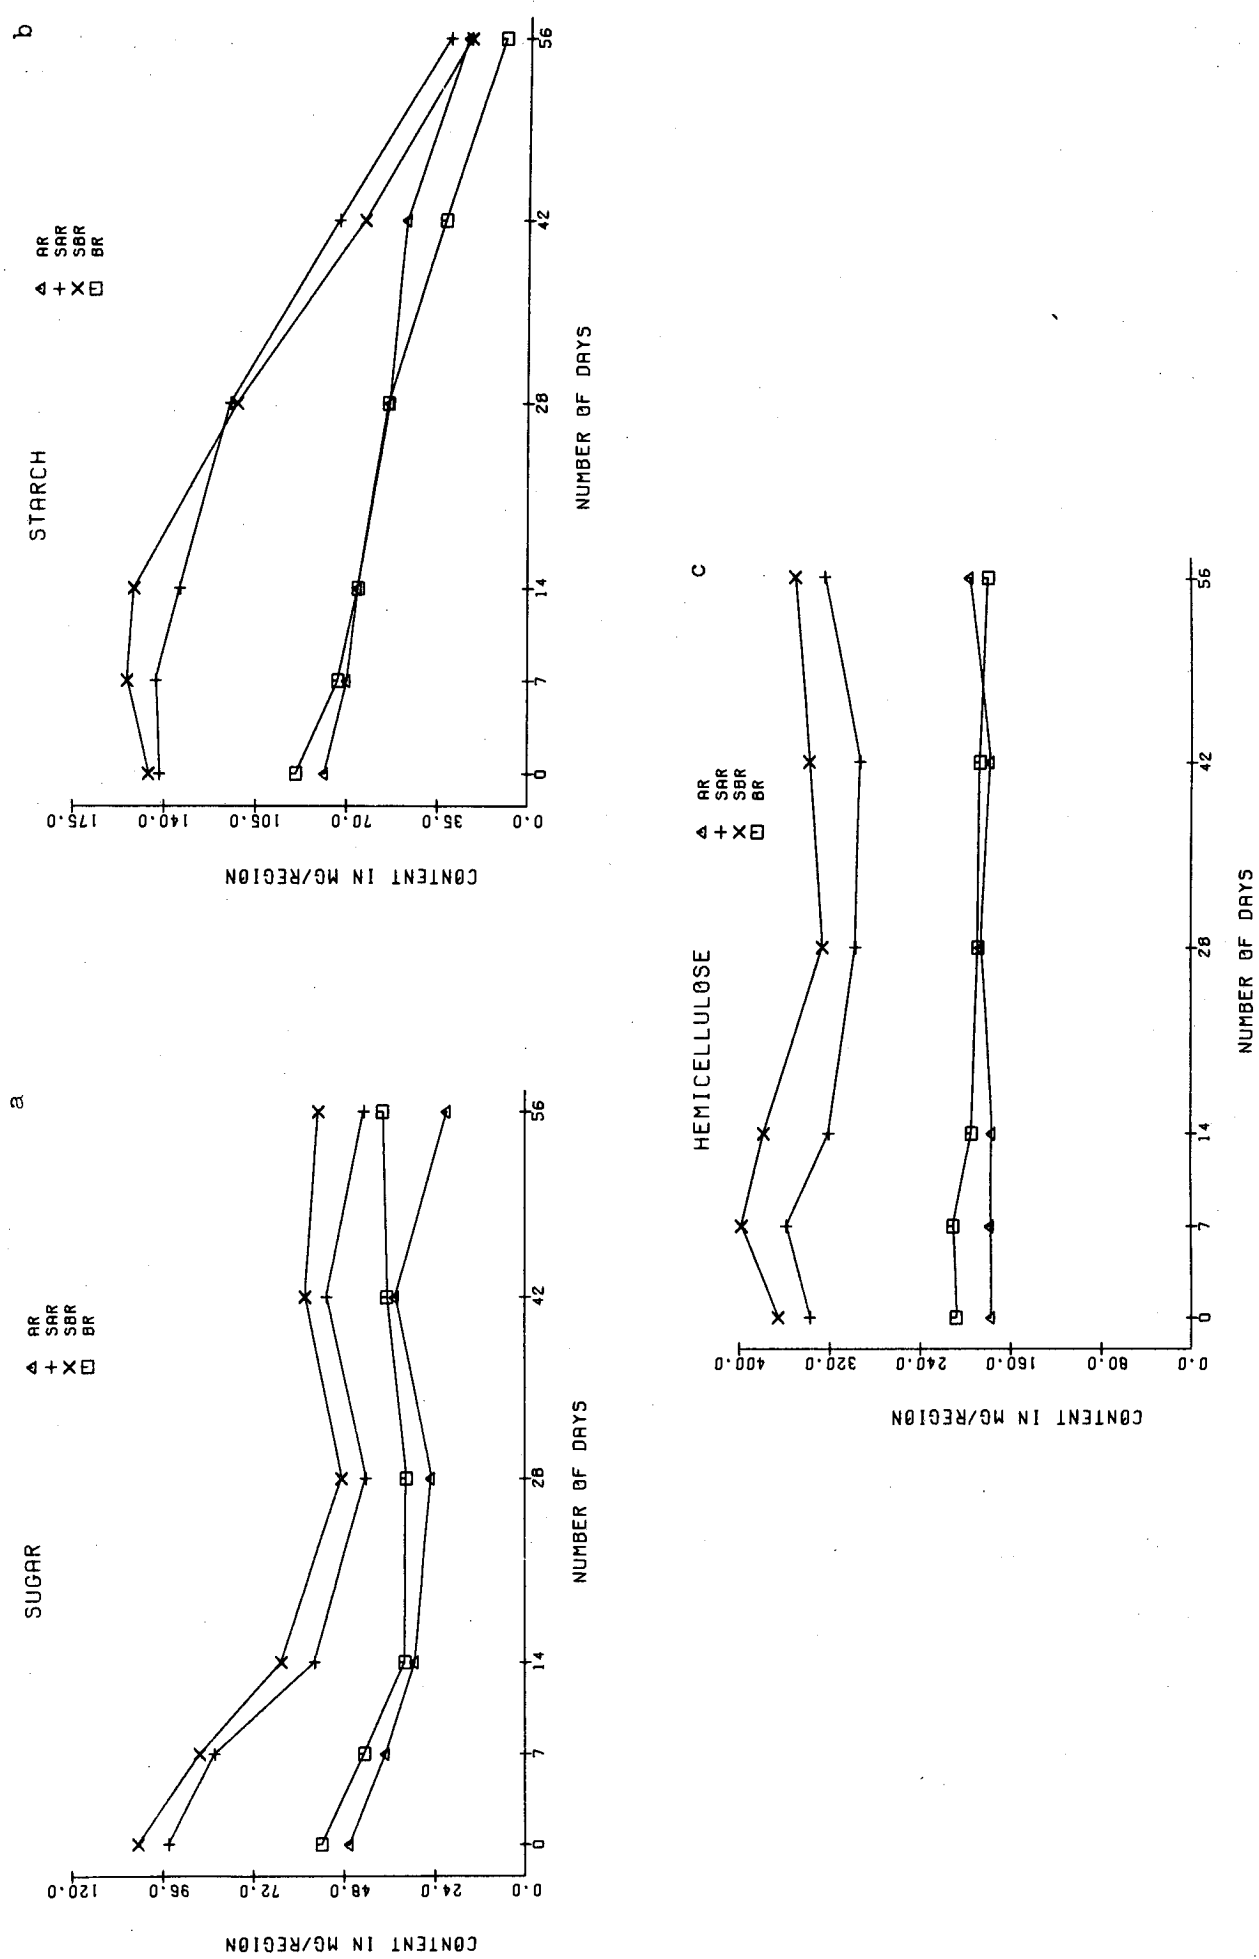 a
SUGAR
AR
SAR
SBR
BR
CONTENT IN MG/REGION
120.0
96.0
72.0
48.0
24.0
0.0
0
7
14
28
42
56
NUMBER OF DAYS
b
STARCH
AR
SAR
SBR
BR
CONTENT IN MG/REGION
175.0
140.0
105.0
70.0
35.0
0.0
0
7
14
28
42
56
NUMBER OF DAYS
c
HEMICELLULOSE
AR
SAR
SBR
BR
CONTENT IN MG/REGION
400.0
320.0
240.0
160.0
80.0
0.0
0
7
14
28
42
56
NUMBER OF DAYS